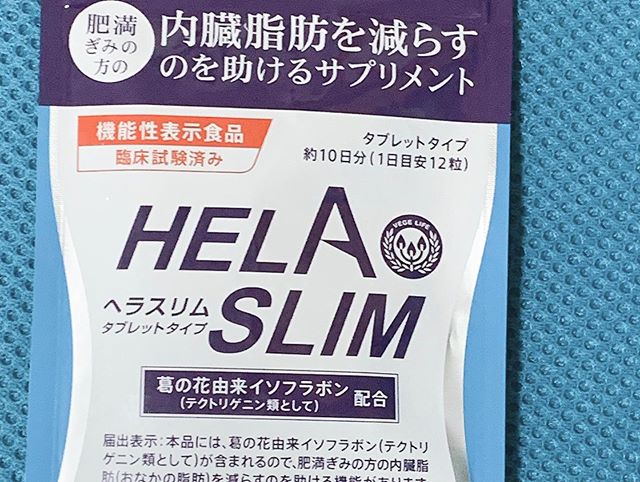 肥満
ぎみの
方の
内臓脂肪を減らす
のを助けるサプリメント
機能性表示食品
臨床試験済み
タブレットタイプ
約10日分(1日目安12粒)
HELA
VEGE LIFE
ヘラスリム
タブレットタイプ
SLIM
葛の花由来イソフラボン
(テクトリゲニン類として)
配合
届出表示:本品には、葛の花由来イソフラボン(テクトリ
ゲニン類として)が含まれるので、肥満ぎみの方の内臓脂
肪(おなかの脂肪)を減らすのを助ける機能があります